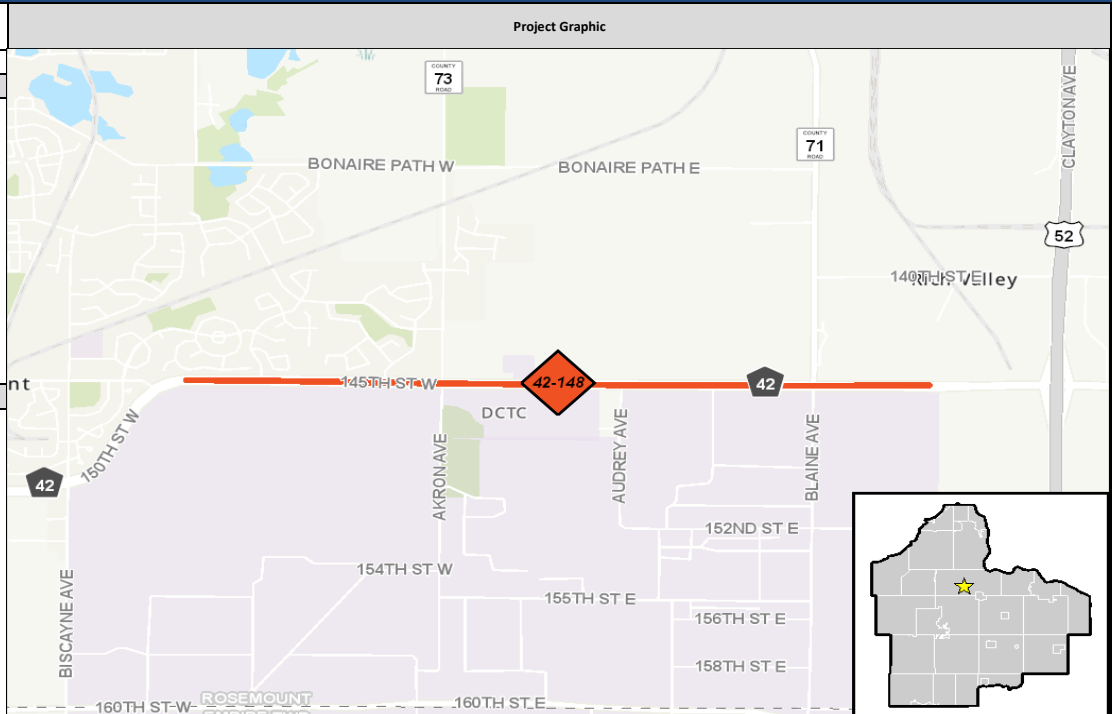 Project Graphic
COUNTY
73
ROAD
CLAYTON AVE
COUNTY
71
ROAD
BONAIRE PATH W
BONAIRE PATH E
52
140TH ST E
Rich Valley
nt
145TH ST W
42-148
42
DCTC
150TH ST W
42
AKRON AVE
AUDREY AVE
BLAINE AVE
152ND ST E
154TH ST W
BISCAYNE AVE
155TH ST E
156TH ST E
158TH ST E
ROSEMOUNT
160TH ST W
160TH ST E